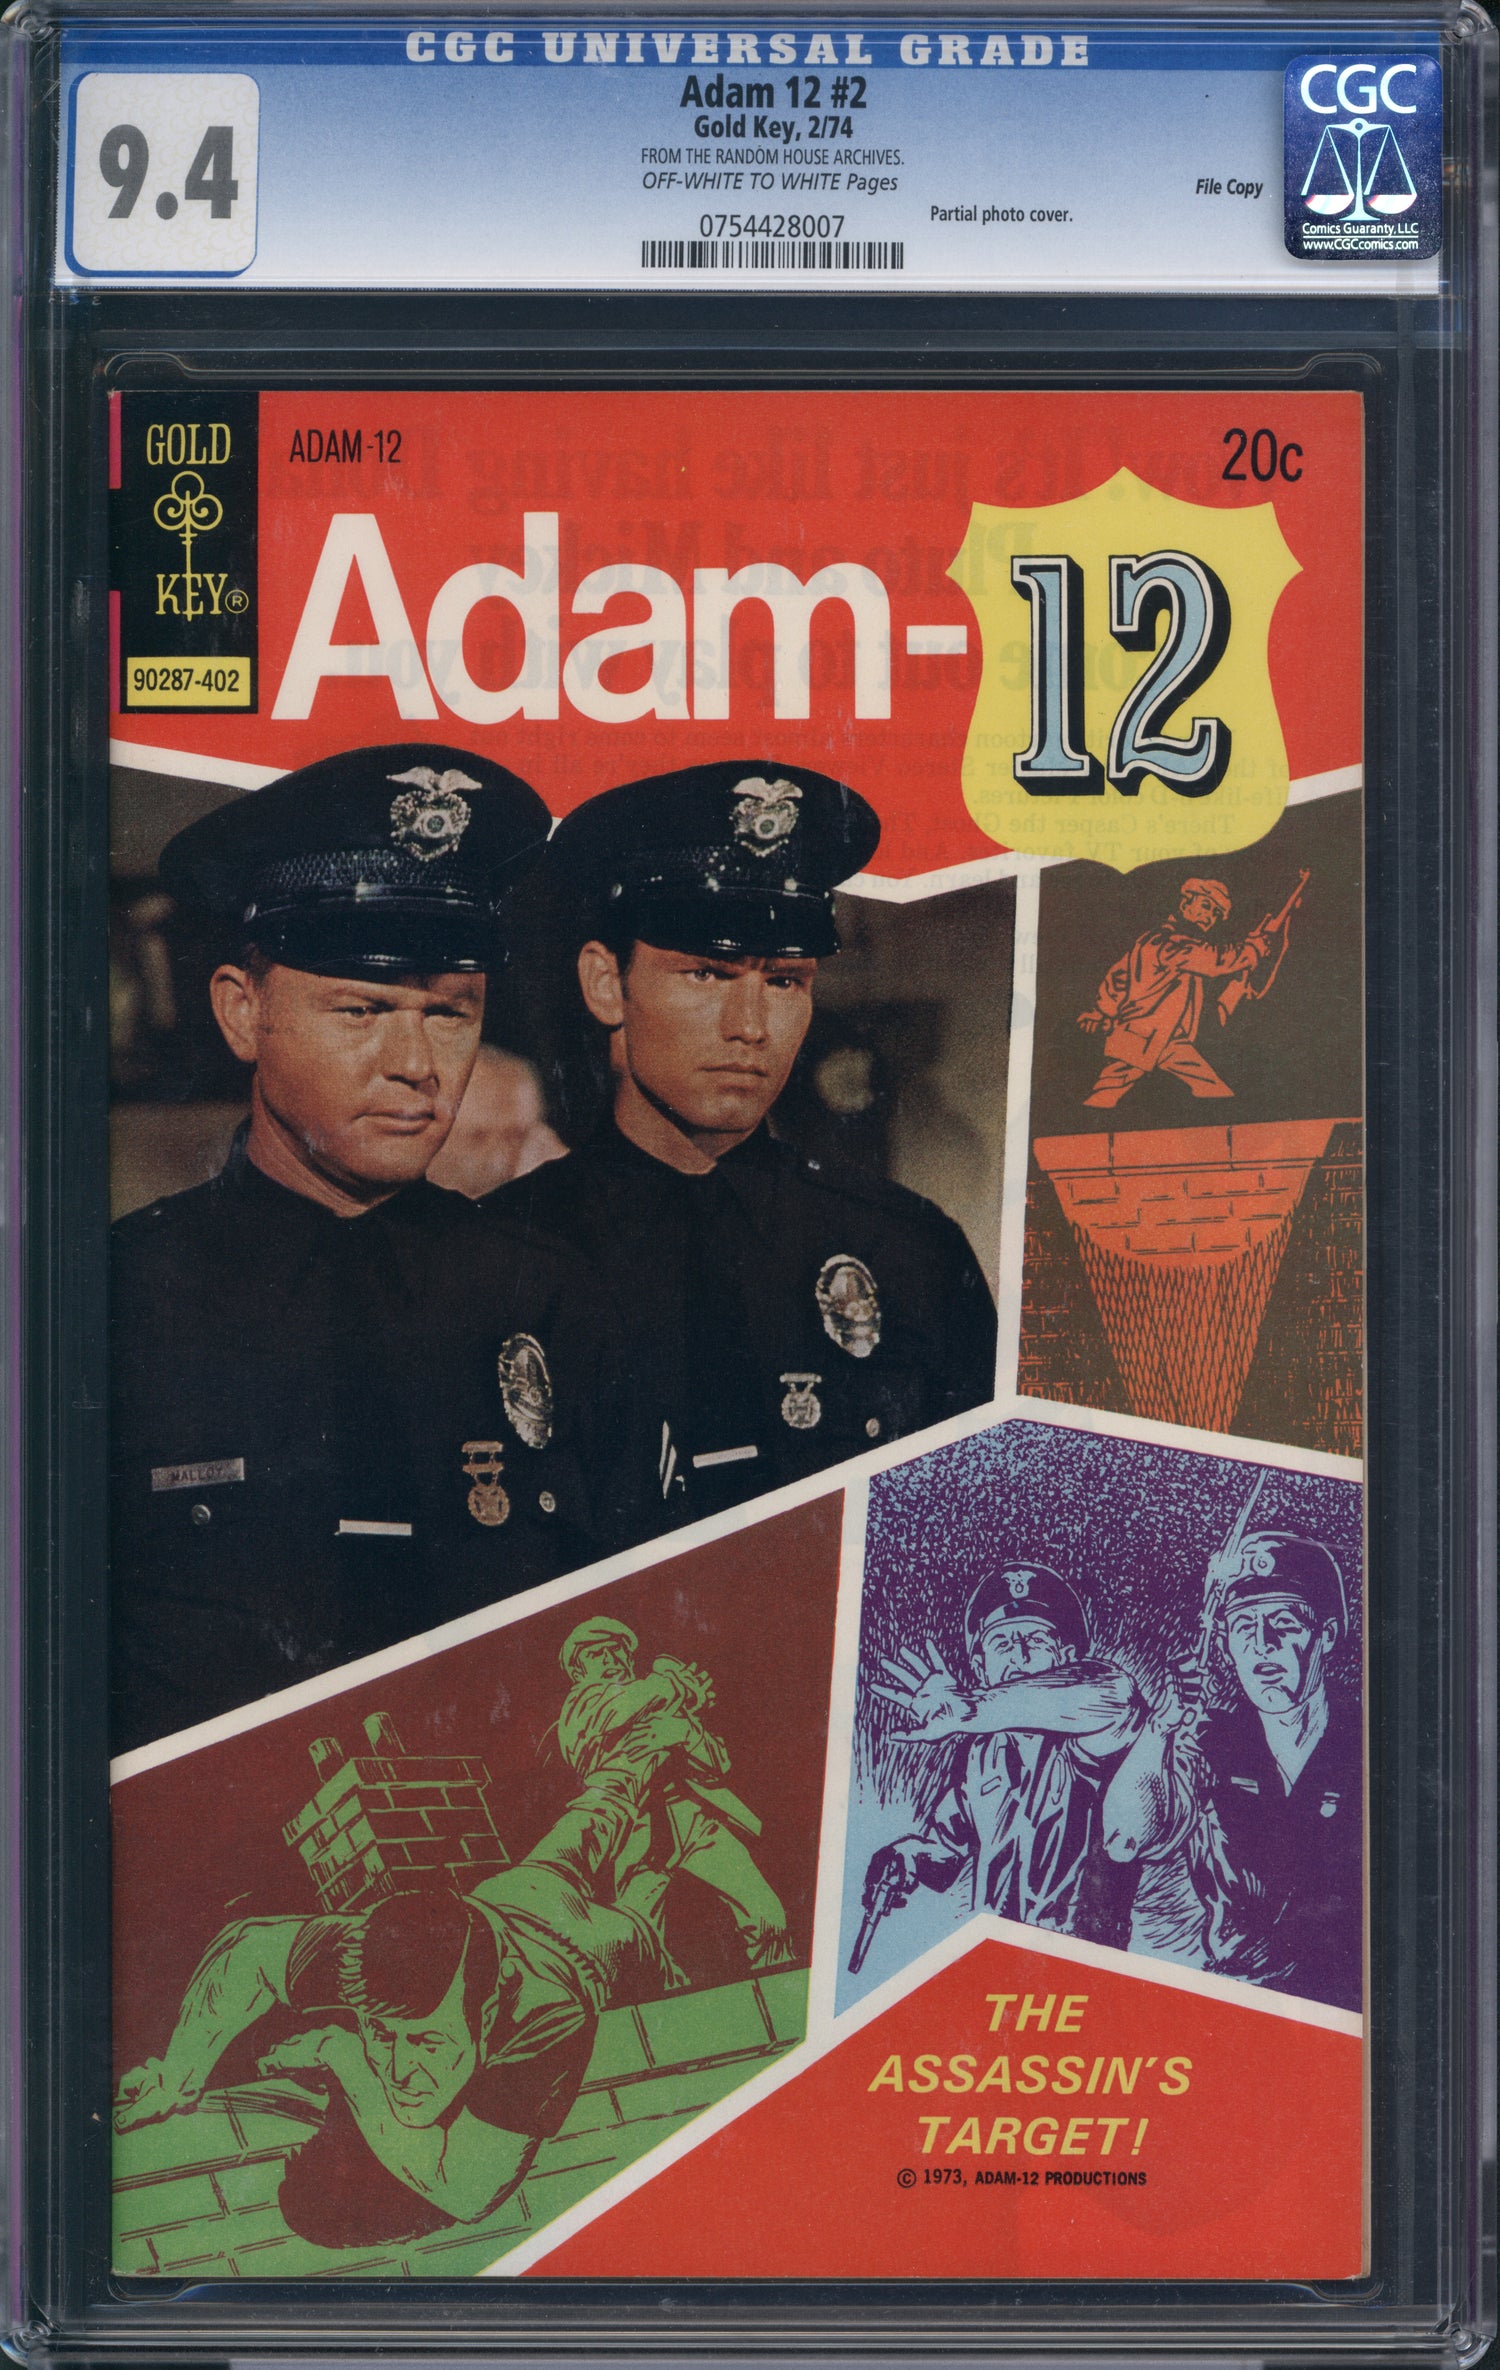 CGC UNIVERSAL GRADE
9.4
Adam 12 #2
Gold Key, 2/74
FROM THE RANDOM HOUSE ARCHIVES.
OFF-WHITE TO WHITE Pages
File Copy
Partial photo cover.
0754428007
CGC
Comics Guaranty, LLC
www.CGCcomics.com
GOLD
KEY®
90287-402
ADAM-12
20c
Adam-12
MALLOY
THE
ASSASSIN'S
TARGET!
© 1973, ADAM-12 PRODUCTIONS